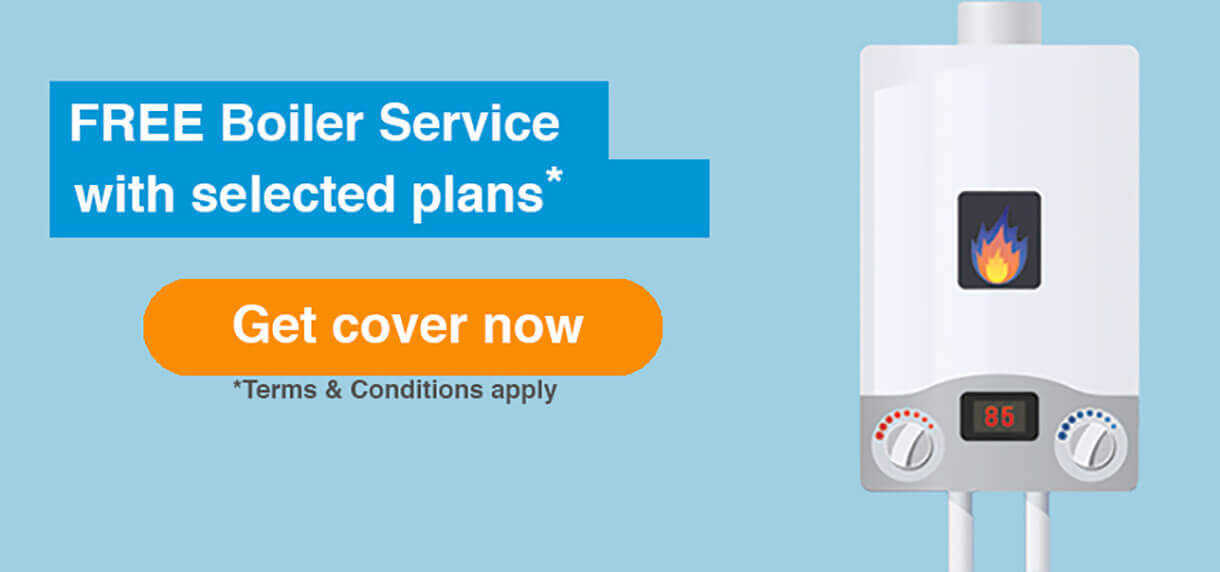 FREE Boiler Service
with selected plans*
Get cover now
*Terms & Conditions apply
85